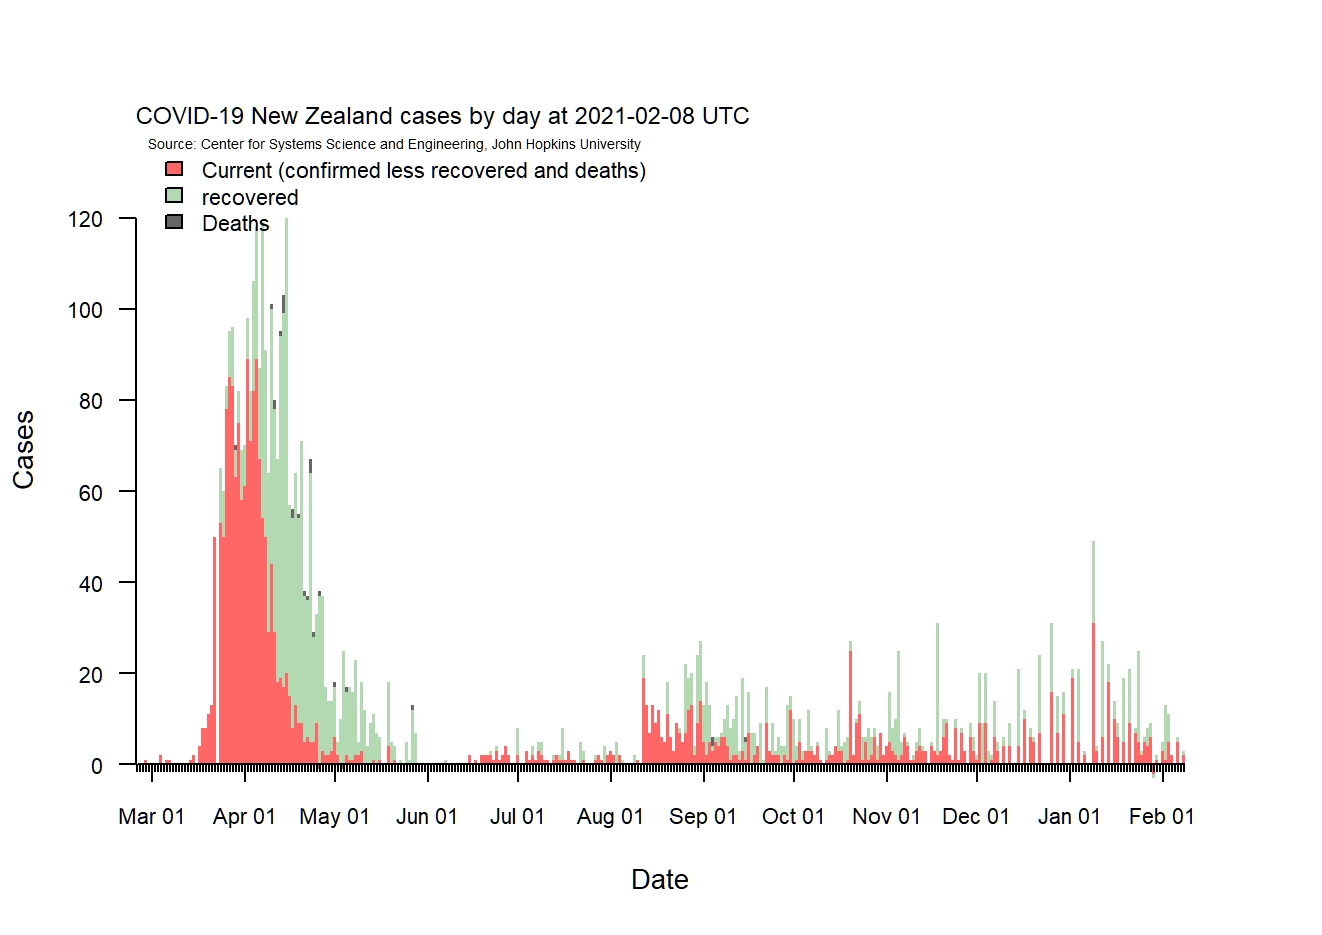 COVID-19 New Zealand cases by day at 2021-02-08 UTC
Source: Center for Systems Science and Engineering, John Hopkins University
Current (confirmed less recovered and deaths)
recovered
Deaths
120
100
80
60
40
20
0
Cases
Mar 01 Apr 01 May 01 Jun 01 Jul 01 Aug 01 Sep 01 Oct 01 Nov 01 Dec 01 Jan 01 Feb 01
Date